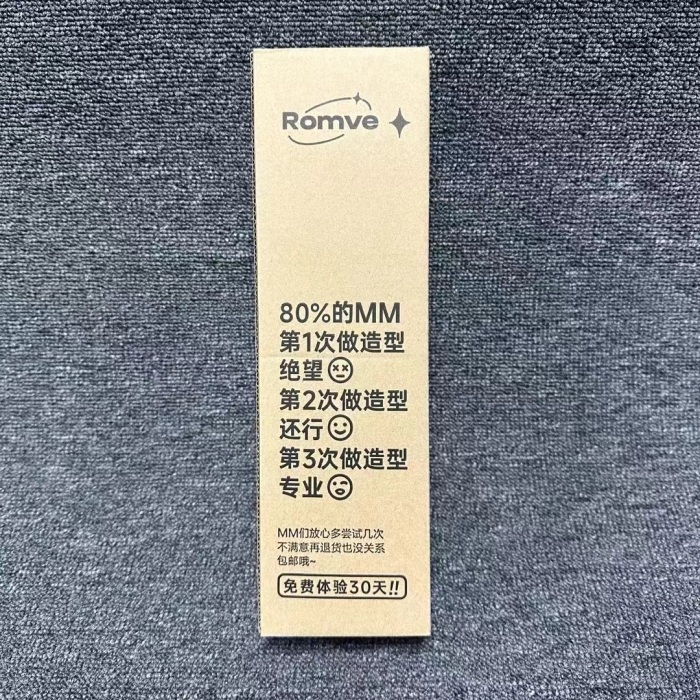 Romve
80%的MM
第1次做造型
绝望
第2次做造型
还行
第3次做造型
专业
MM们放心多尝试几次
不满意再退货也没关系
包邮哦~
免费体验30天!!